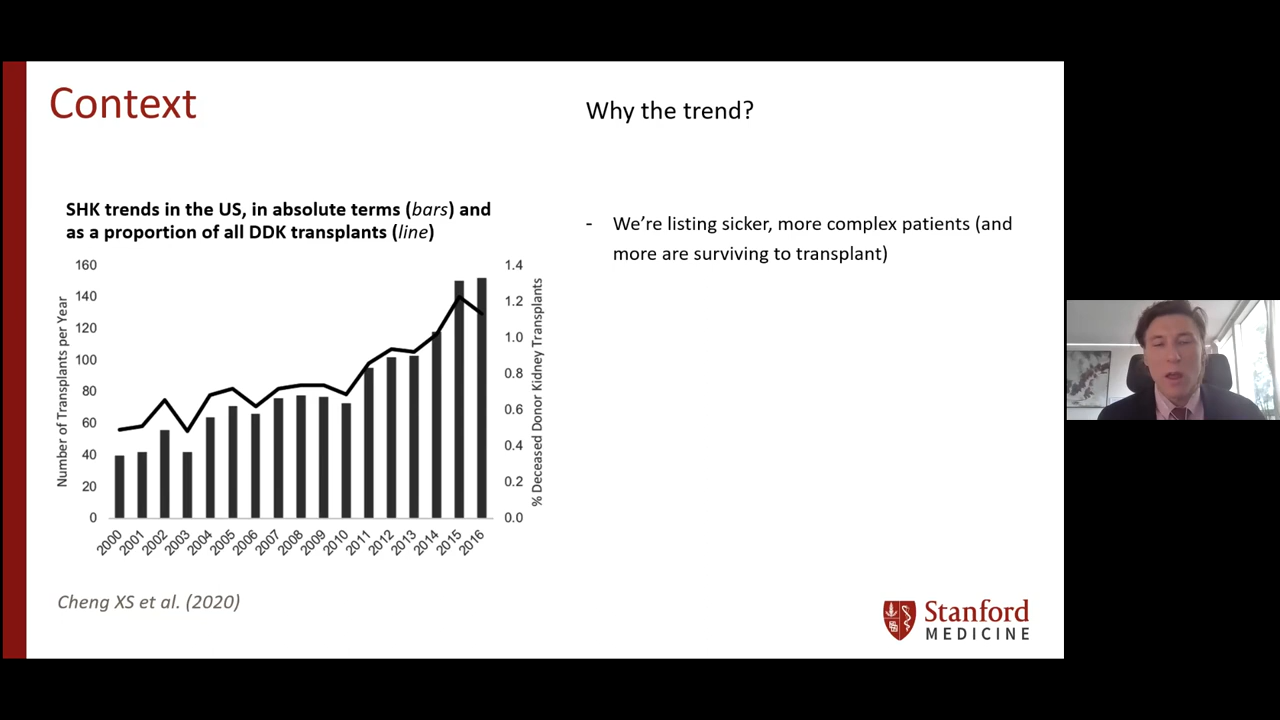 Context
Why the trend?
SHK trends in the US, in absolute terms (bars) and
as a proportion of all DDK transplants (line)
- We're listing sicker, more complex patients (and
more are surviving to transplant)
Number of Transplants per Year
160
140
120
100
80
60
40
20
0
1.4
1.2
1.0
0.8
0.6
0.4
0.2
0.0
% Deceased Donor Kidney Transplants
2000 2001 2002 2003 2004 2005 2006 2007 2008 2009 2010 2011 2012 2013 2014 2015 2016
Cheng XS et al. (2020)
Stanford
MEDICINE